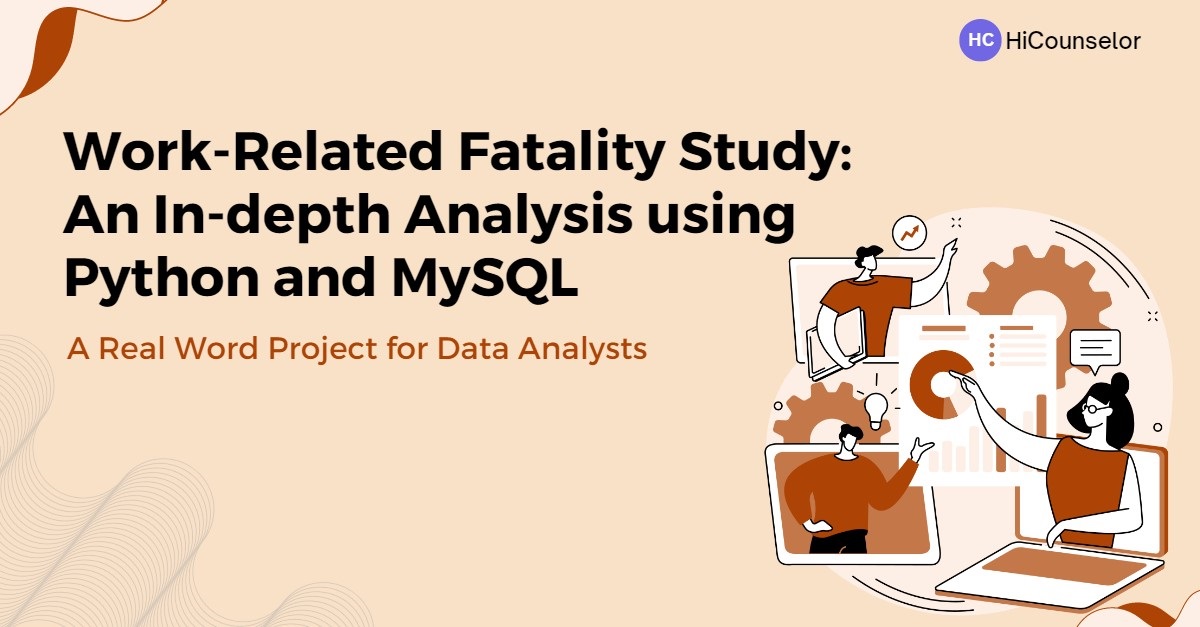 HC HiCounselor
Work-Related Fatality Study:
An In-depth Analysis using
Python and MySQL
A Real Word Project for Data Analysts